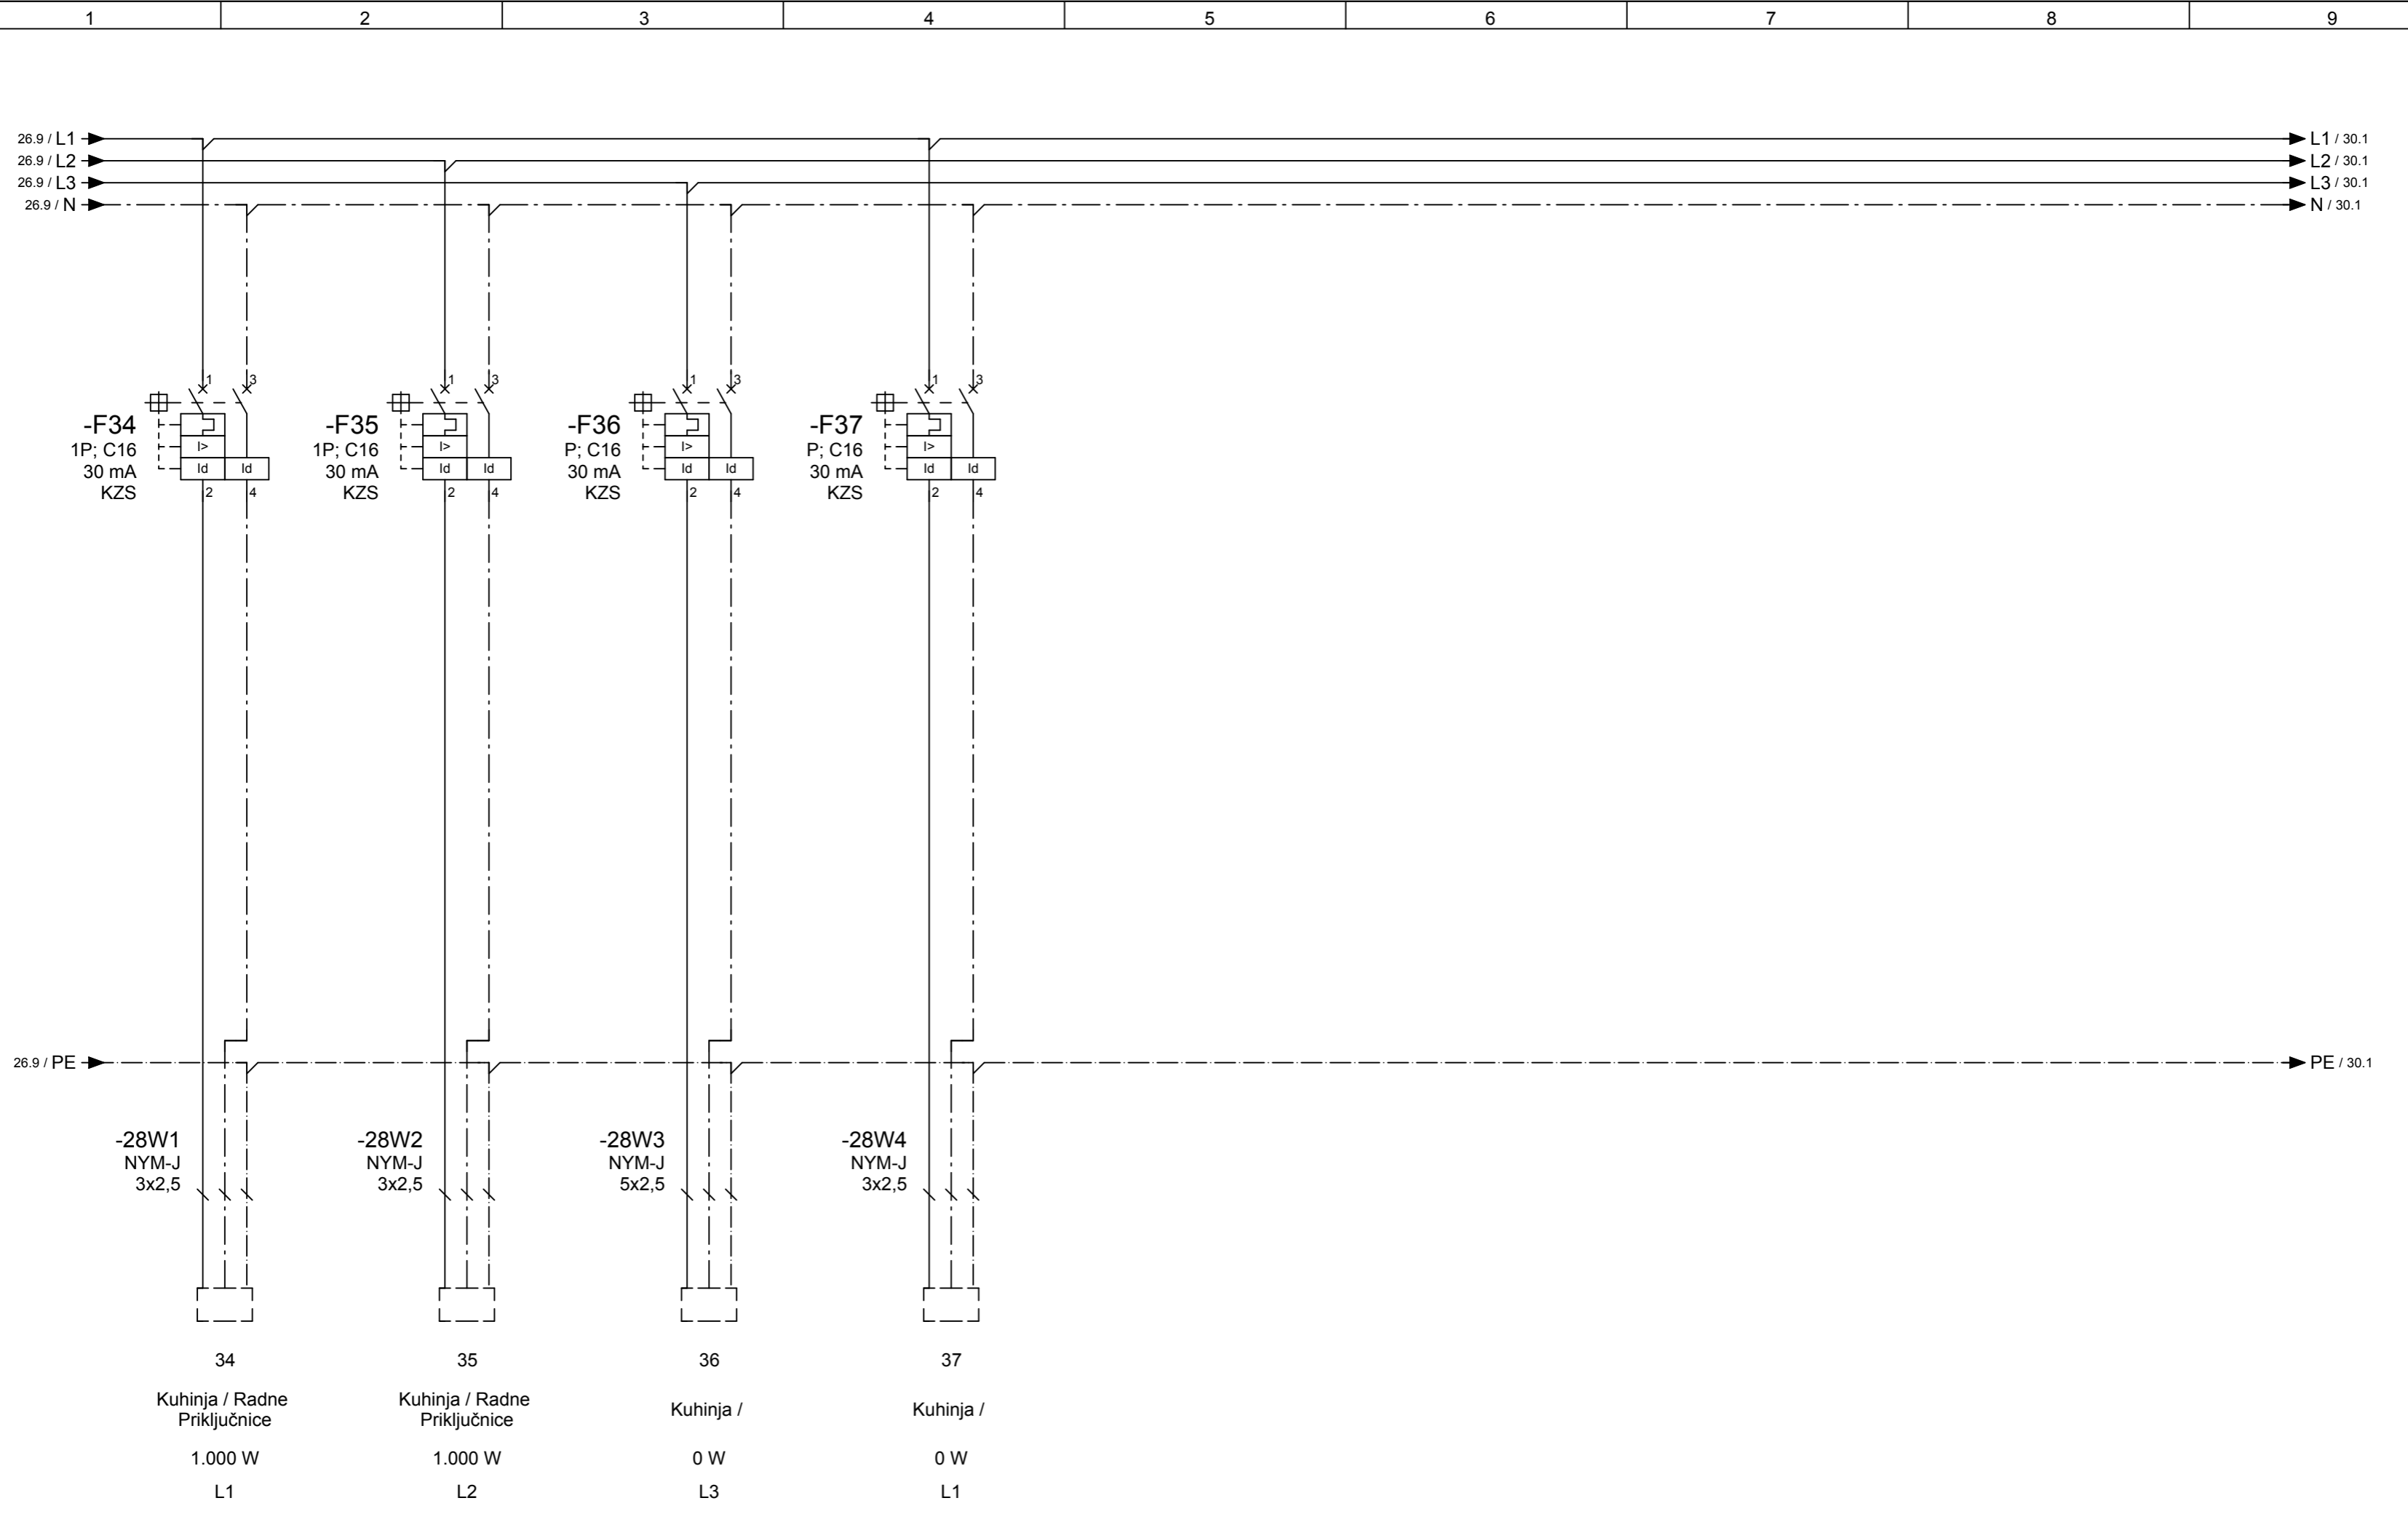 1 2 3 4 5 6 7 8 9
26.9 / L1 L1 / 30.1
26.9 / L2 L2 / 30.1
26.9 / L3 L3 / 30.1
26.9 / N N / 30.1
1 3 1 3 1 3 1 3
-F34 -F35 -F36 -F37
1P; C16 I> 1P; C16 I> P; C16 I> P; C16 I>
30 mA Id Id 30 mA Id Id 30 mA Id Id 30 mA Id Id
KZS 2 4 KZS 2 4 KZS 2 4 KZS 2 4
26.9 / PE PE / 30.1
-28W1 -28W2 -28W3 -28W4
NYM-J NYM-J NYM-J NYM-J
3x2,5 3x2,5 5x2,5 3x2,5
34 35 36 37
Kuhinja / Radne Kuhinja / Radne Kuhinja / Kuhinja /
Priključnice Priključnice
1.000 W 1.000 W 0 W 0 W
L1 L2 L3 L1